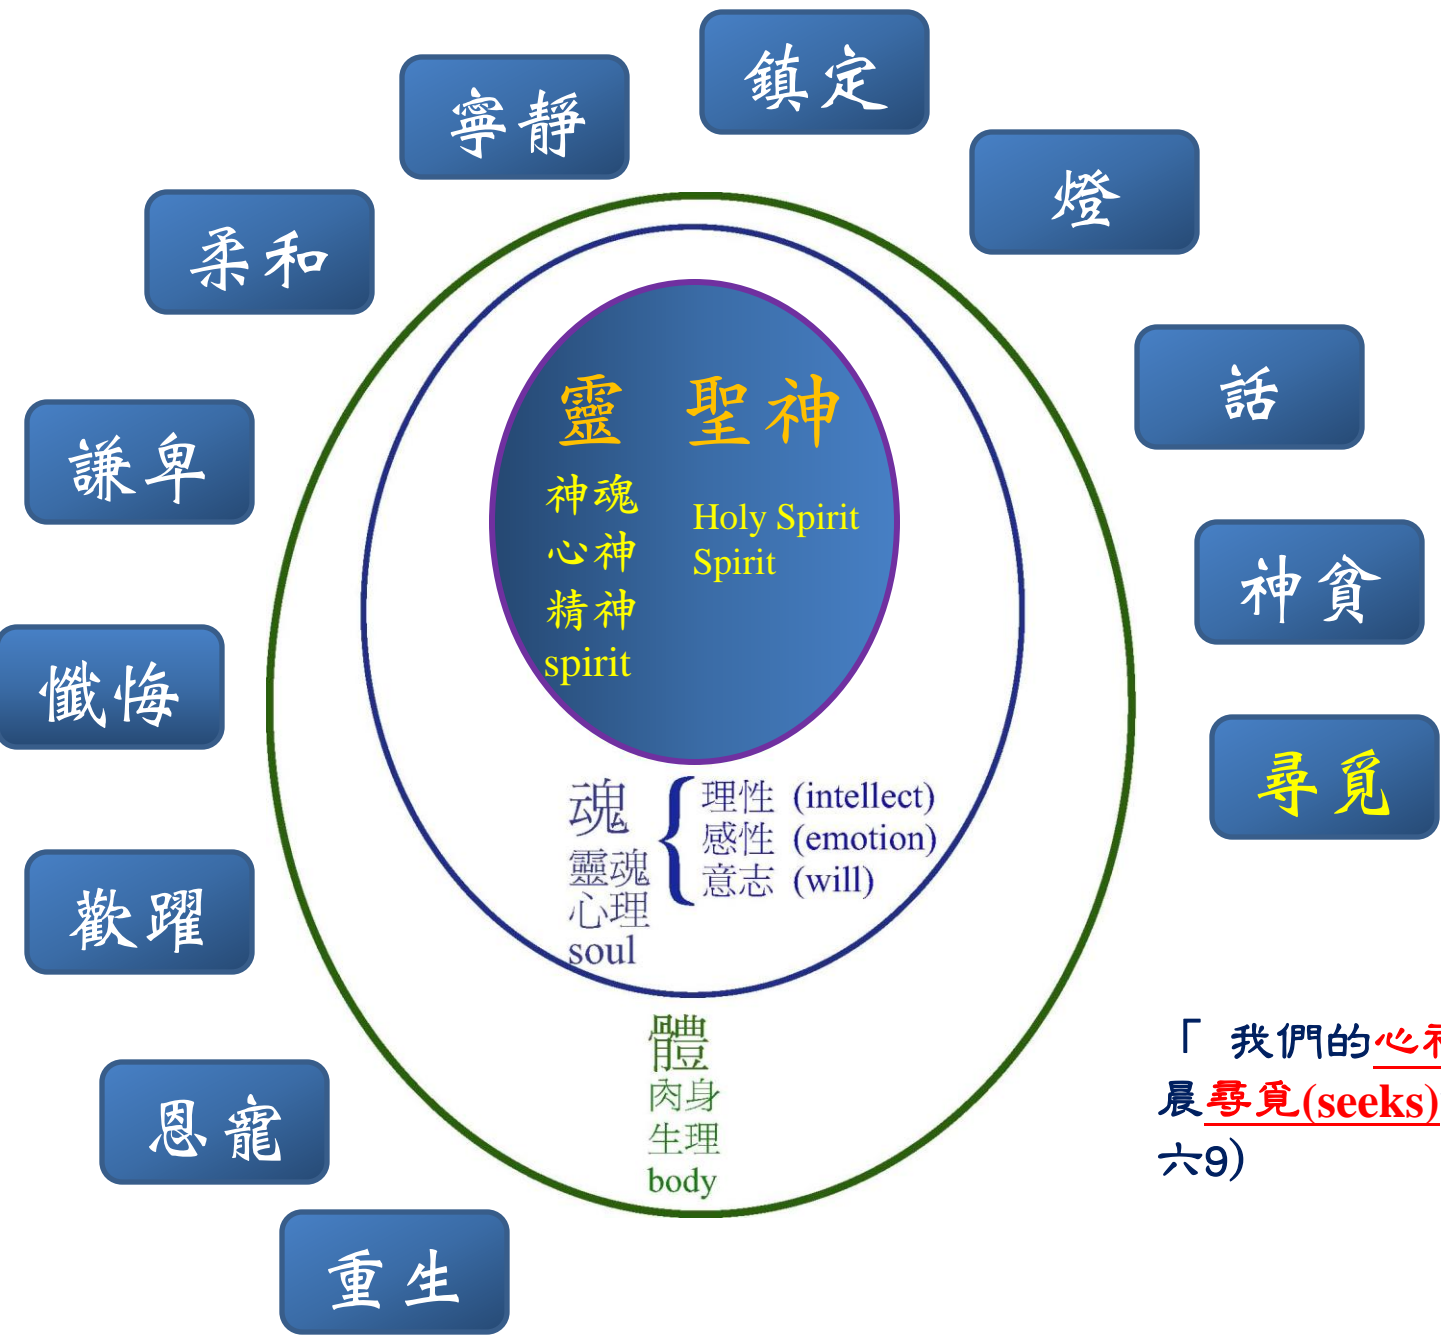 鎮定
寧靜
燈
柔和
話
謙卑
神貧
懺悔
尋覓
歡躍
恩寵
重生
靈 聖神
神魂
心神
精神
spirit
Holy Spirit
Spirit
魂
靈魂
心理
soul
理性 (intellect)
感性 (emotion)
意志 (will)
體
肉身
生理
body
「 我們的心神
晨尋覓(seeks)
六9)